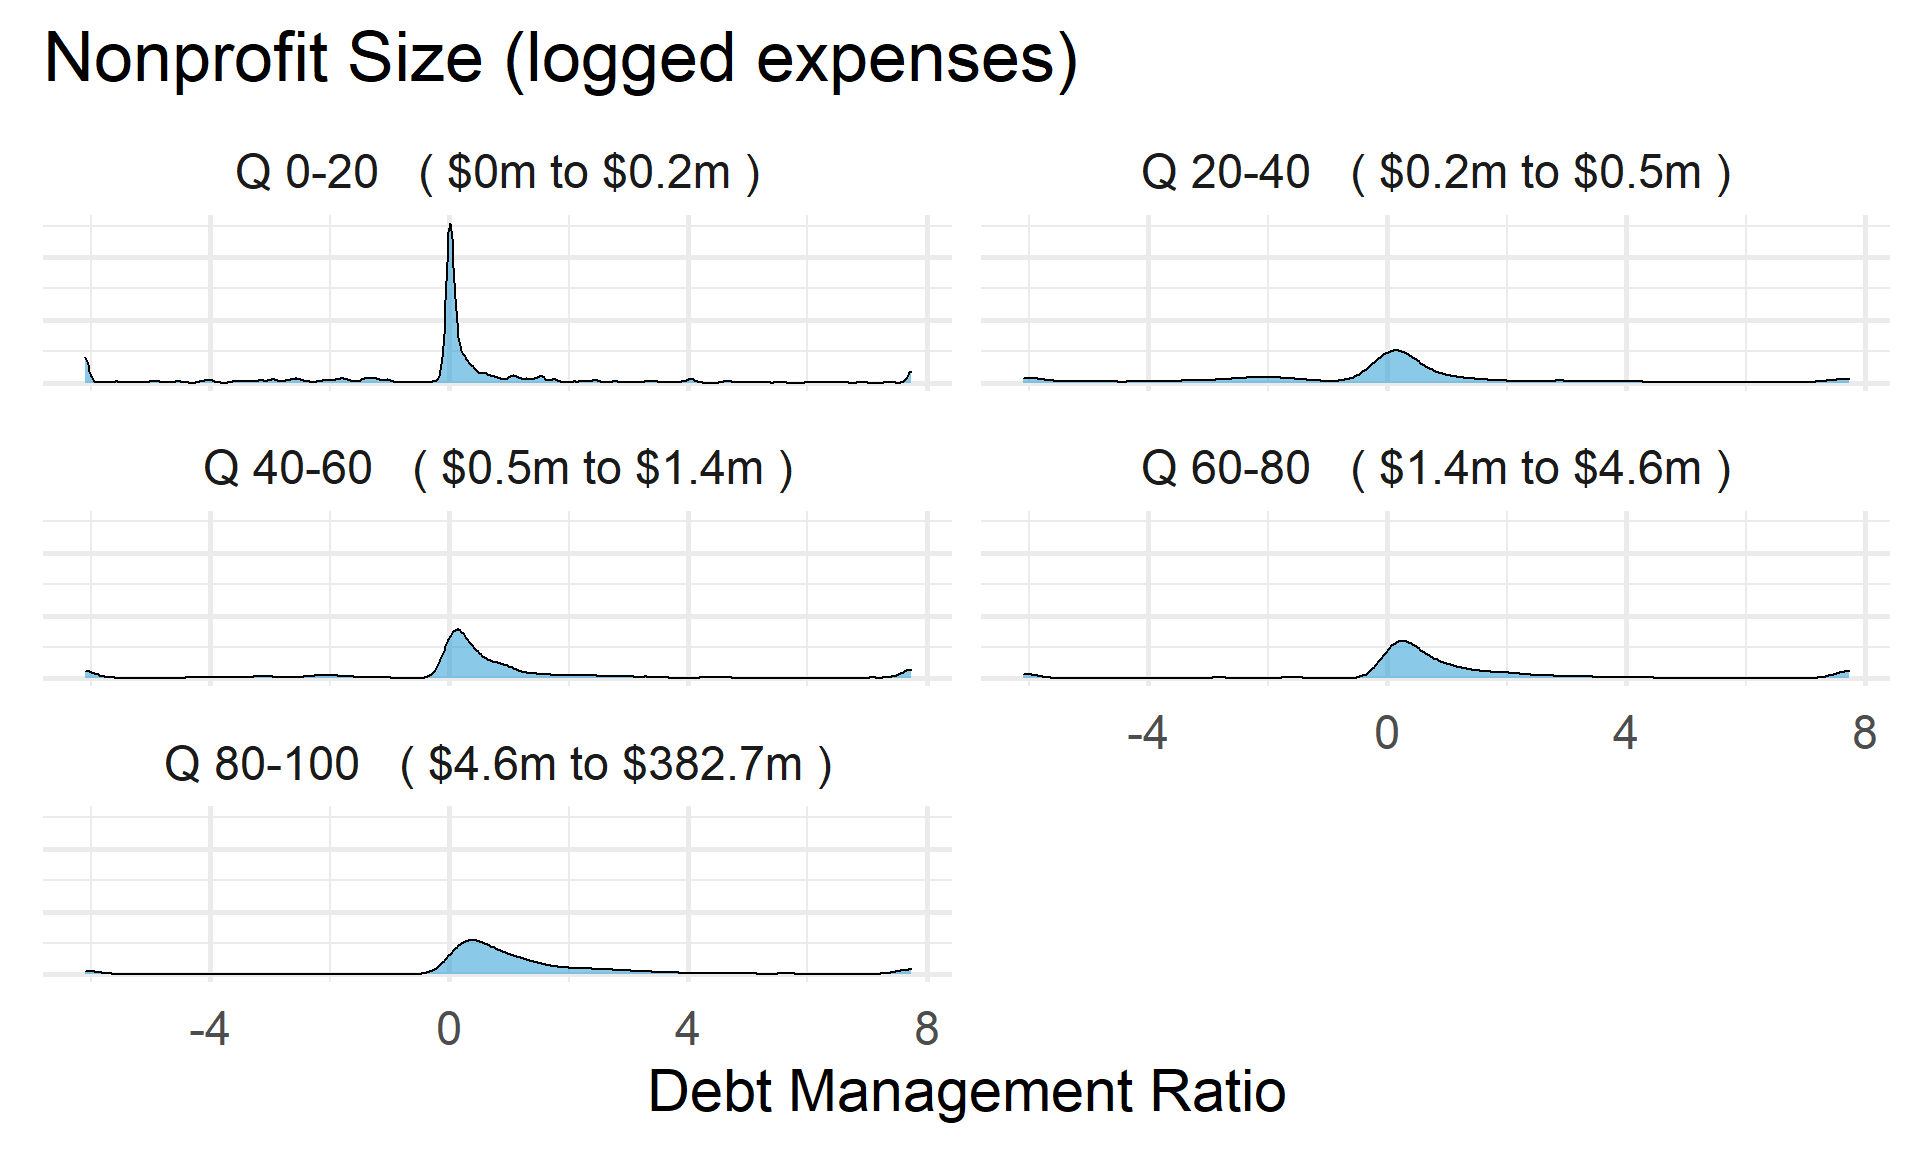 Nonprofit Size (logged expenses)
Q 0-20 ( $0m to $0.2m )
Q 20-40 ( $0.2m to $0.5m )
Q 40-60 ( $0.5m to $1.4m )
Q 60-80 ( $1.4m to $4.6m )
-4 0 4 8
Q 80-100 ( $4.6m to $382.7m )
-4 0 4 8
Debt Management Ratio